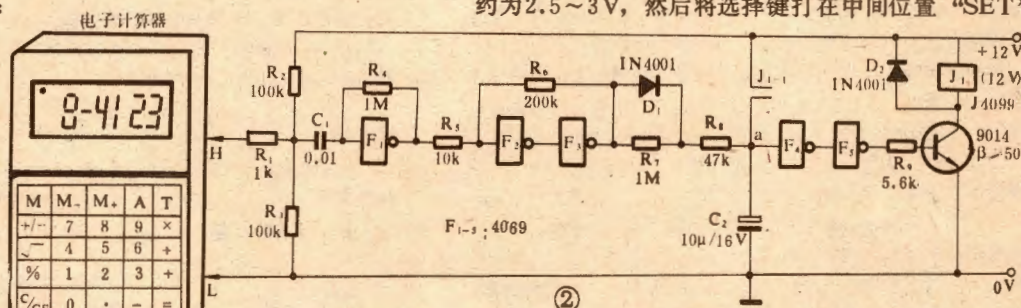 约为2.5～3V，然后将选择键打在中间位置“SET”
电子计算器
8-4123
M M- M+ A T
+/- 7 8 9 ×
√ 4 5 6 ÷
% 1 2 3 +
C/CE 0 · - =
H
L
R₁
1k
R₂
100k
R₃
100k
C₁
0.01
R₄
1M
F₁
R₅
10k
R₆
200k
F₂
F₃
IN4001
D₁
R₇
1M
R₈
47k
a
J₁₋₁
C₂
10μ/16V
F₄
F₅
R₉
5.6k
D₂
IN4001
+12V
J₁
(12V)
J4099
9014
β>50
F₁₋₅：4069
0V
②